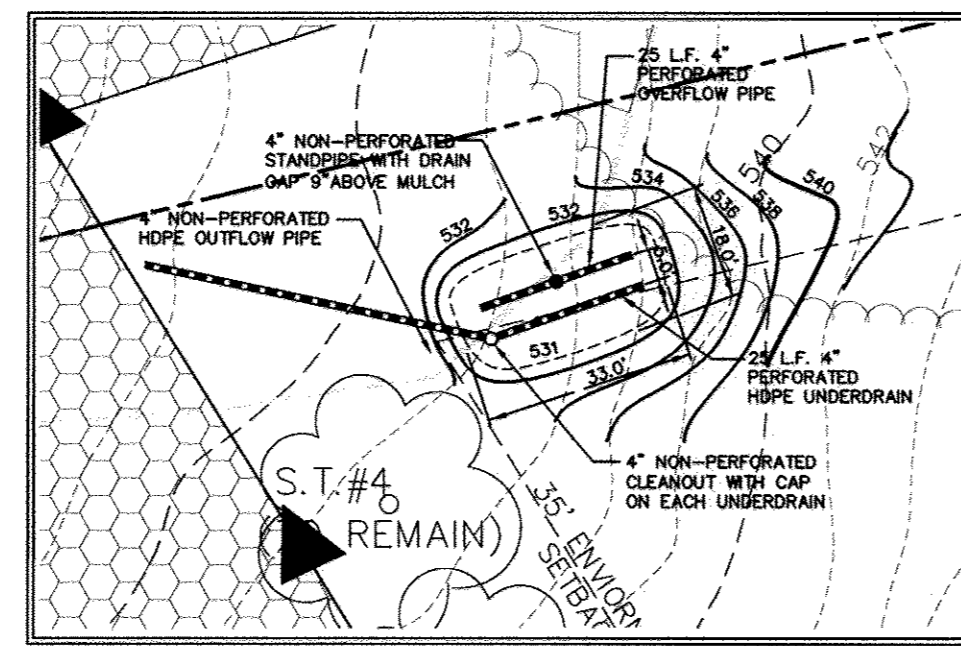 25 L.F. 4"
PERFORATED
OVERFLOW PIPE
4" NON-PERFORATED
STANDPIPE WITH DRAIN
CAP 9" ABOVE MULCH
4" NON-PERFORATED
HDPE OUTFLOW PIPE
532
532
534
536
538
540
540
542
18.0'
5.0'
531
33.0'
25 L.F. 4"
PERFORATED
HDPE UNDERDRAIN
4" NON-PERFORATED
CLEANOUT WITH CAP
ON EACH UNDERDRAIN
S.T.#4
REMAIN)
35'